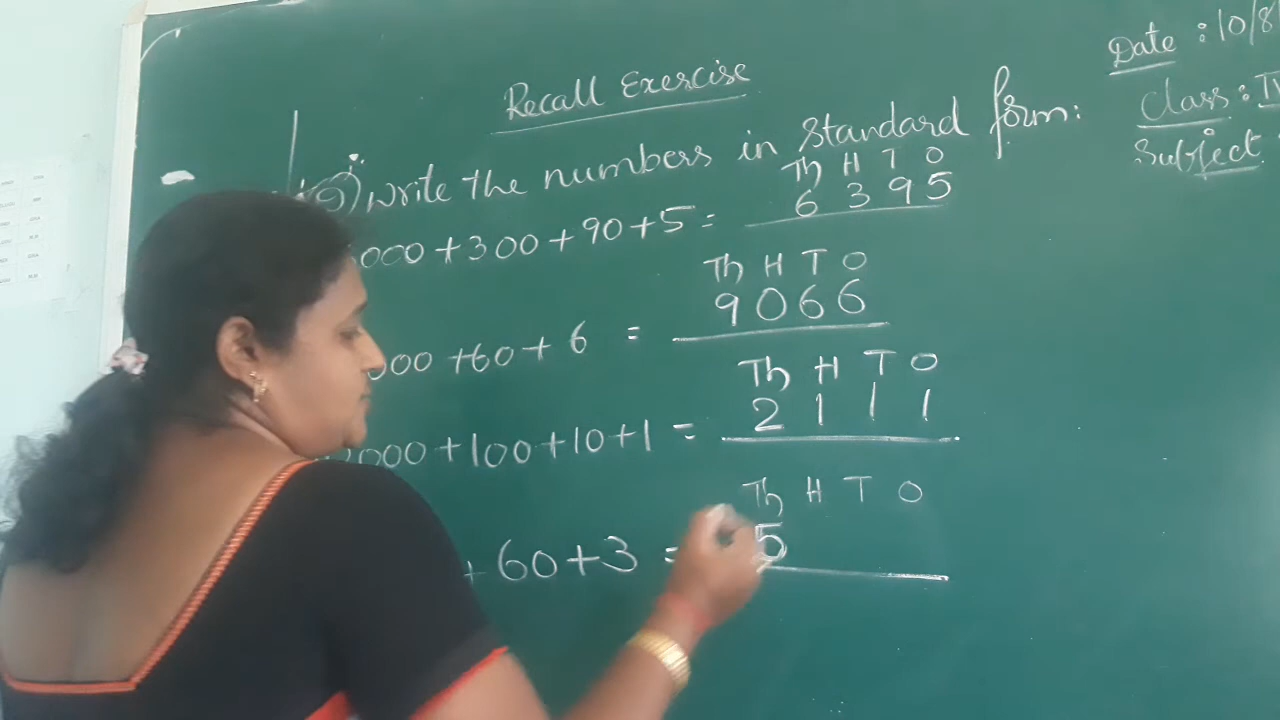 Date : 10/8
Recall Exercise
Class : IV
Subject
Write the numbers in Standard form:
Th H T O
000 + 300 + 90 + 5 = 6 3 9 5
Th H T O
000 + 60 + 6 = 9 0 6 6
Th H T O
2000 + 100 + 10 + 1 = 2 1 1 1
Th H T O
+ 60 + 3 = 5